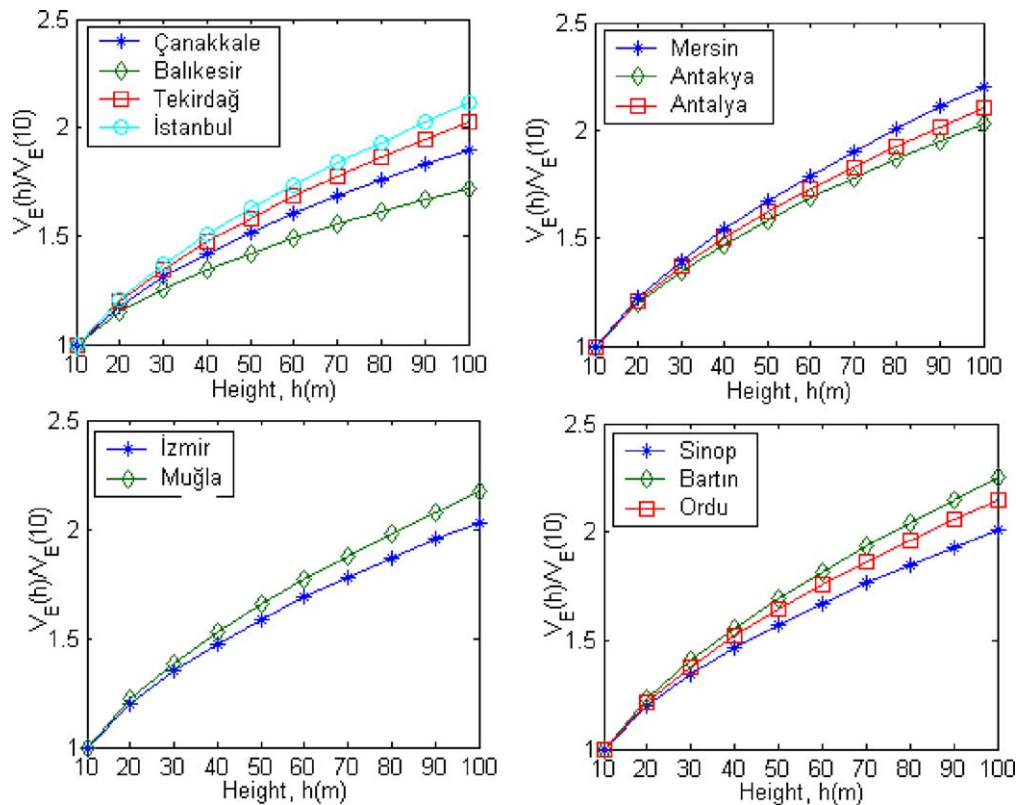 2.5
2
1.5
1
V_E(h)/V_E(10)
Çanakkale
Balıkesir
Tekirdağ
İstanbul
10 20 30 40 50 60 70 80 90 100
Height, h(m)
2.5
2
1.5
1
V_E(h)/V_E(10)
Mersin
Antakya
Antalya
10 20 30 40 50 60 70 80 90 100
Height, h(m)
2.5
2
1.5
1
V_E(h)/V_E(10)
İzmir
Muğla
10 20 30 40 50 60 70 80 90 100
Height, h(m)
2.5
2
1.5
1
V_E(h)/V_E(10)
Sinop
Bartın
Ordu
10 20 30 40 50 60 70 80 90 100
Height, h(m)